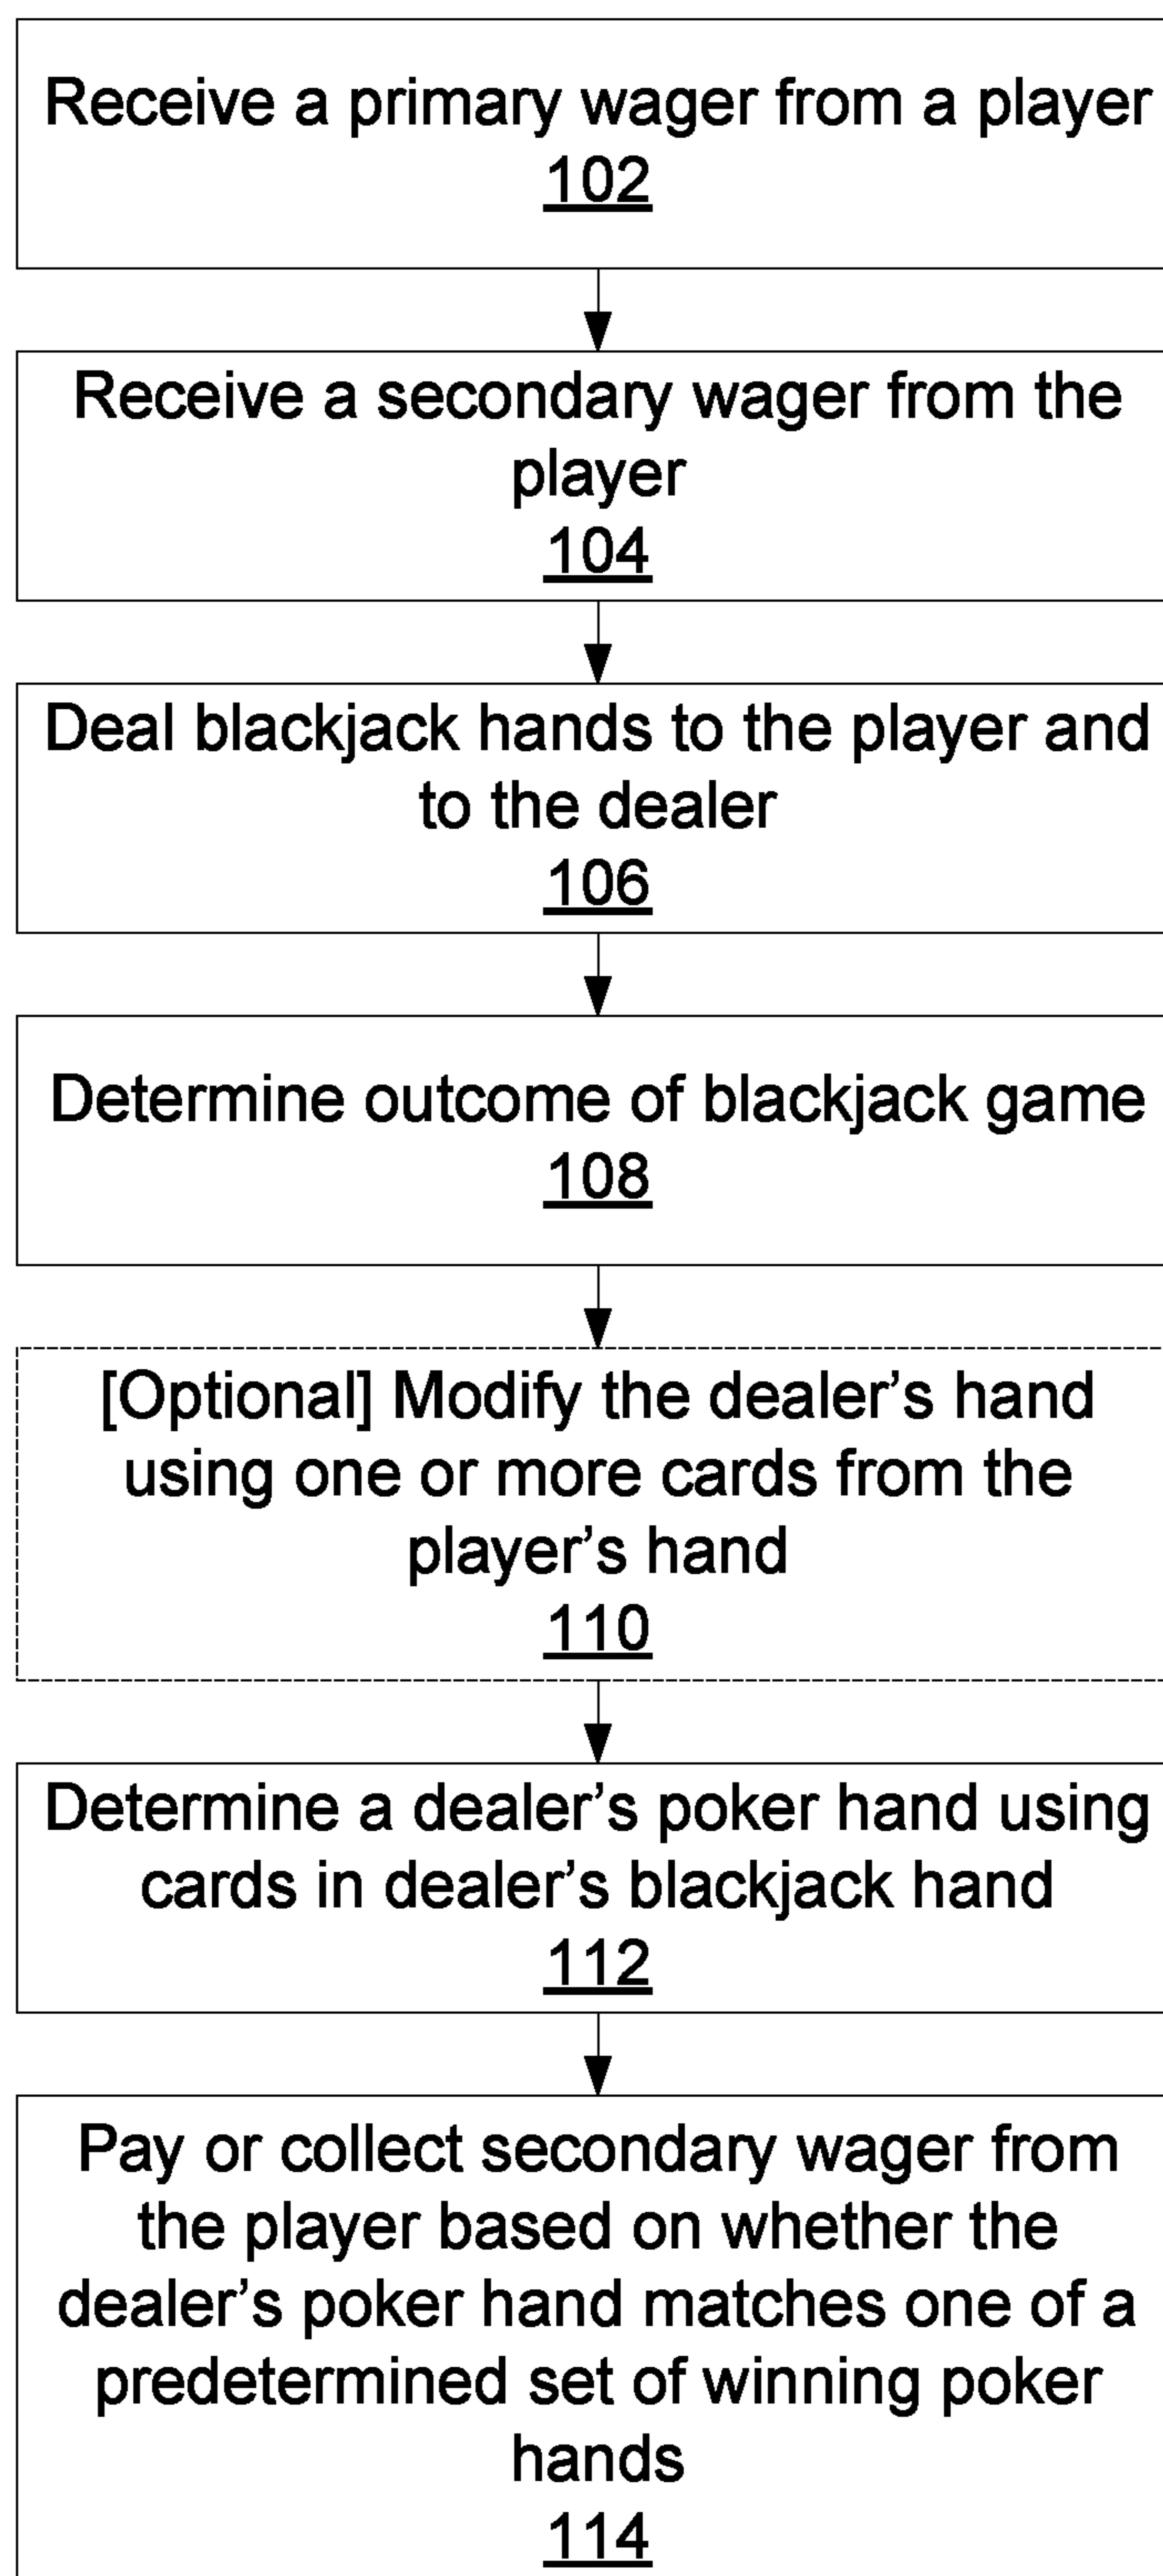 Receive a primary wager from a player
102
Receive a secondary wager from the
player
104
Deal blackjack hands to the player and
to the dealer
106
Determine outcome of blackjack game
108
[Optional] Modify the dealer’s hand
using one or more cards from the
player’s hand
110
Determine a dealer’s poker hand using
cards in dealer’s blackjack hand
112
Pay or collect secondary wager from
the player based on whether the
dealer’s poker hand matches one of a
predetermined set of winning poker
hands
114